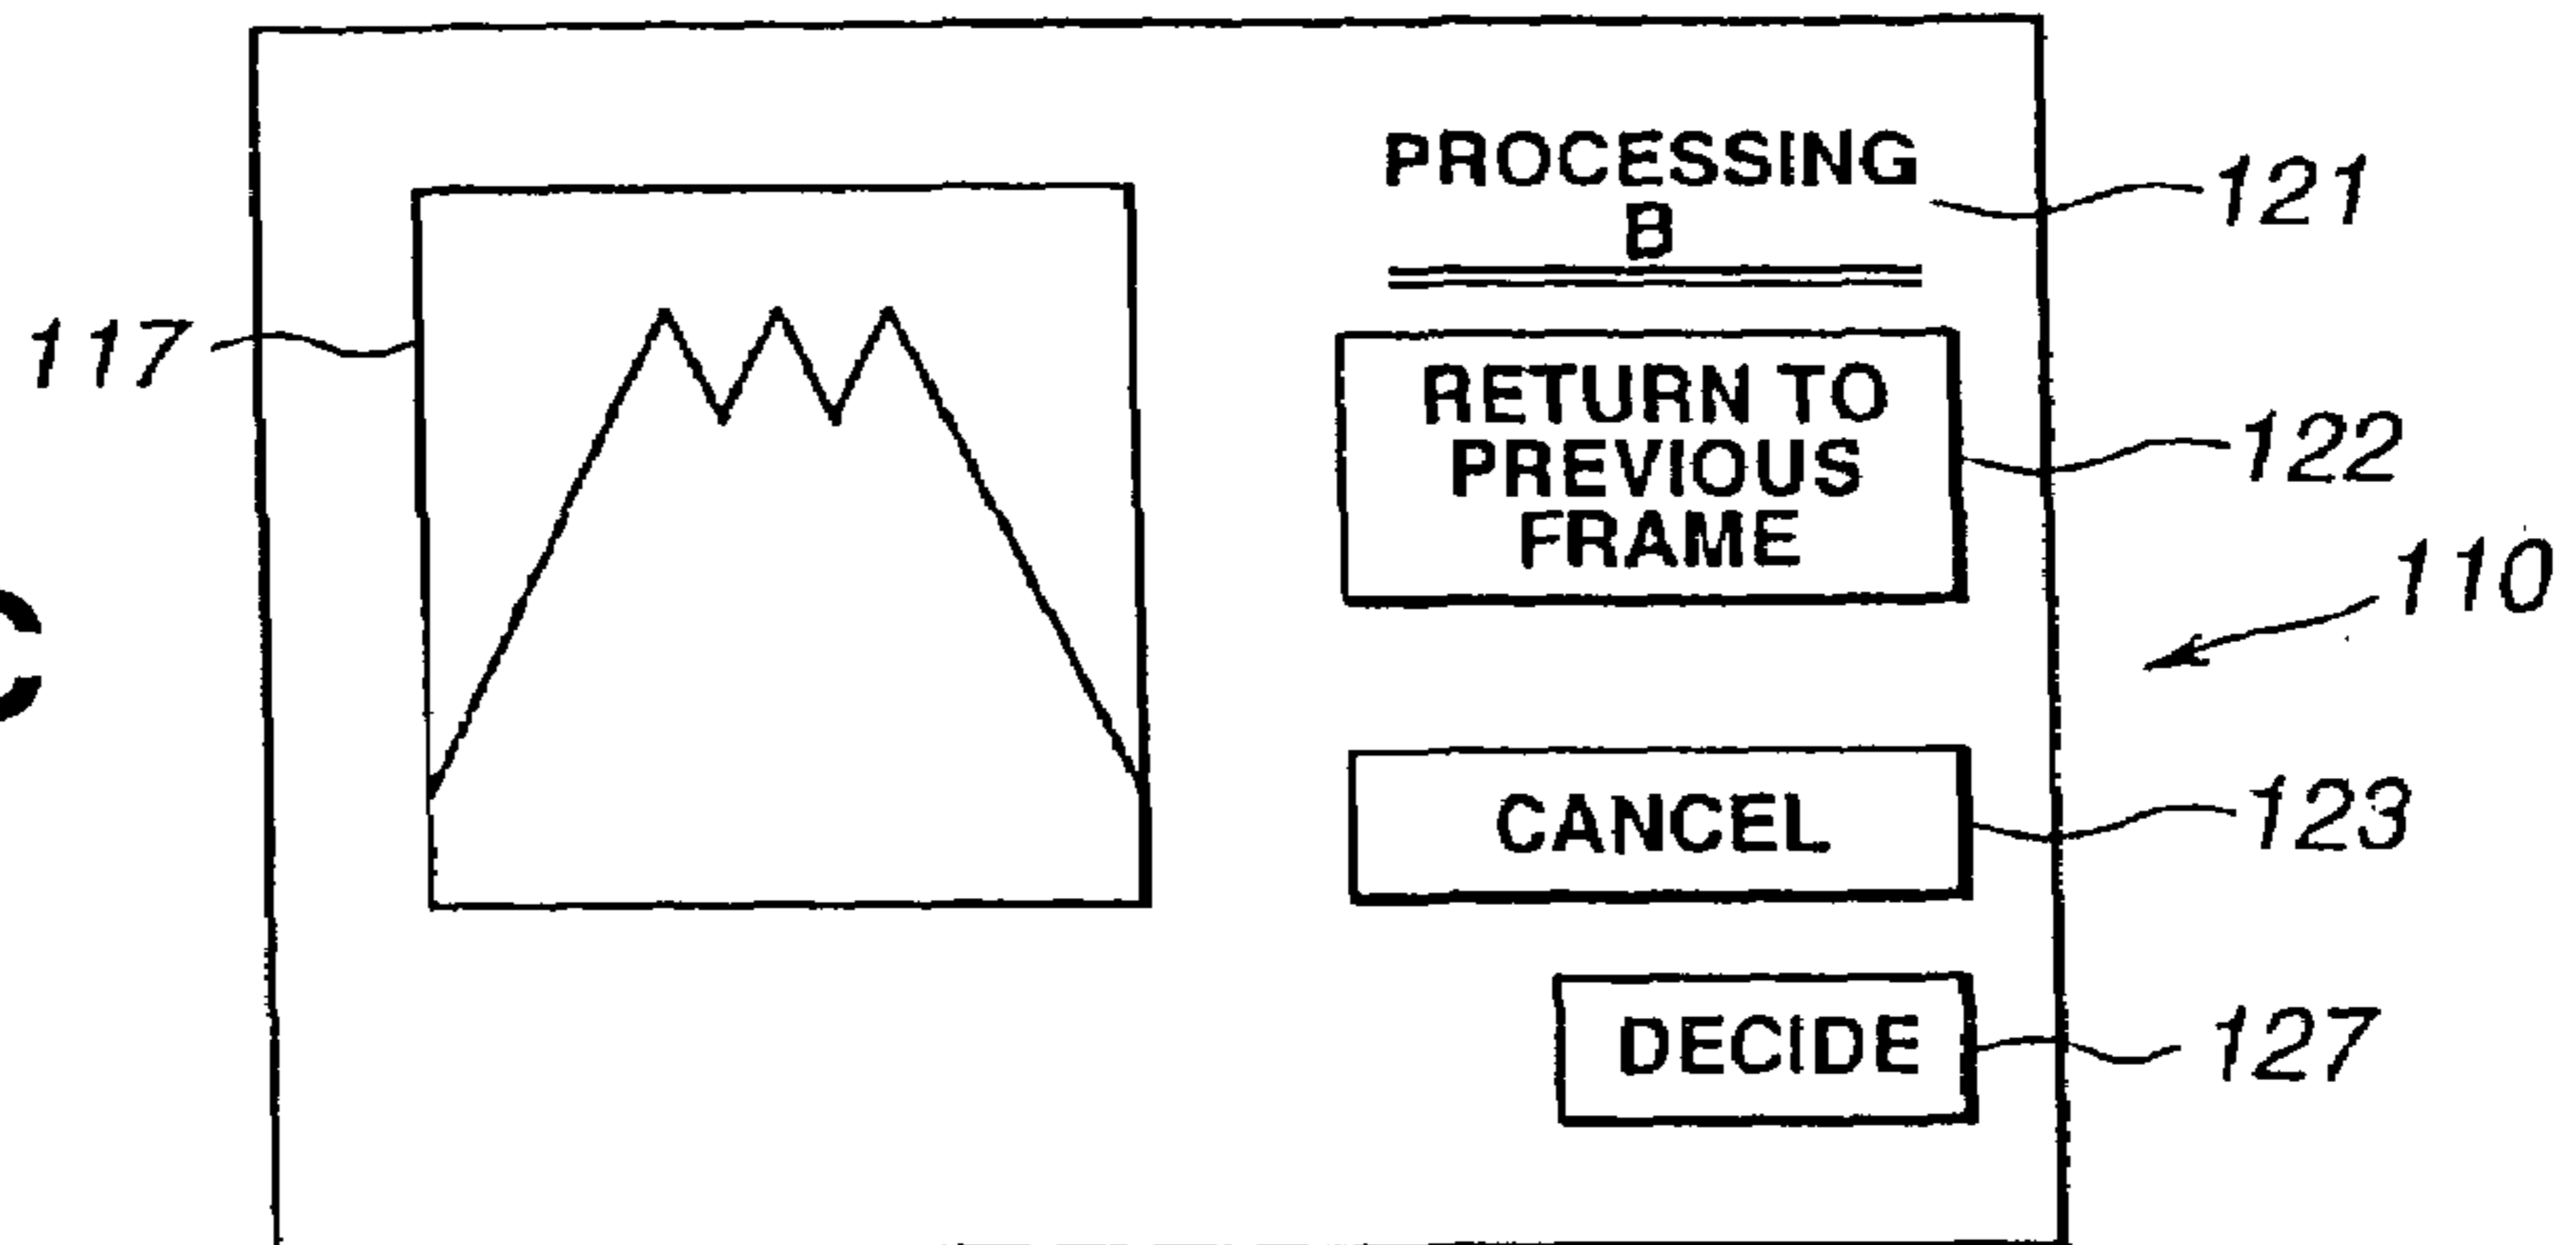 PROCESSING
B
121
117
RETURN TO
PREVIOUS
FRAME
122
110
CANCEL
123
DECIDE
127